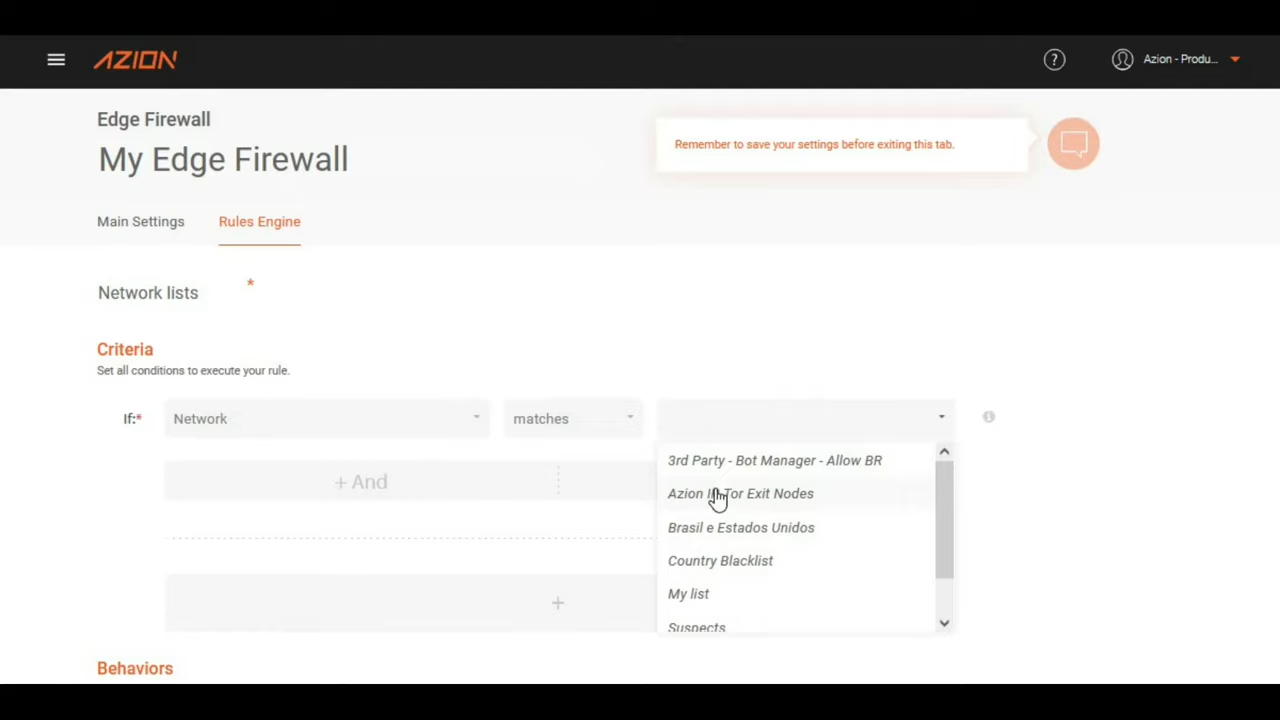 AZION
?
Azion - Produ...
Edge Firewall
My Edge Firewall
Remember to save your settings before exiting this tab.
Main Settings
Rules Engine
Network lists *
Criteria
Set all conditions to execute your rule.
If:*
Network
matches
3rd Party - Bot Manager - Allow BR
Azion Tor Exit Nodes
Brasil e Estados Unidos
Country Blacklist
My list
Suspects
+ And
+
Behaviors